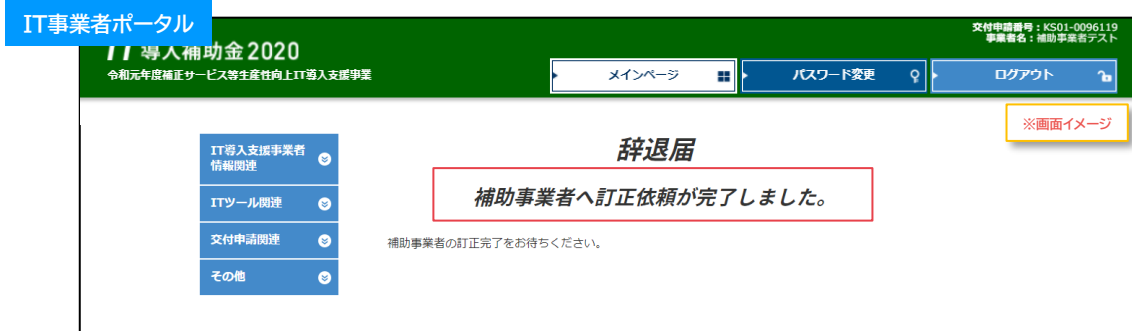 IT事業者ポータル
交付申請番号：KS01-0096119
事業者名：補助事業者テスト
IT導入補助金2020
令和元年度補正サービス等生産性向上IT導入支援事業
メインページ
パスワード変更
ログアウト
※画面イメージ
辞退届
IT導入支援事業者
情報関連
補助事業者へ訂正依頼が完了しました。
ITツール関連
交付申請関連
補助事業者の訂正完了をお待ちください。
その他